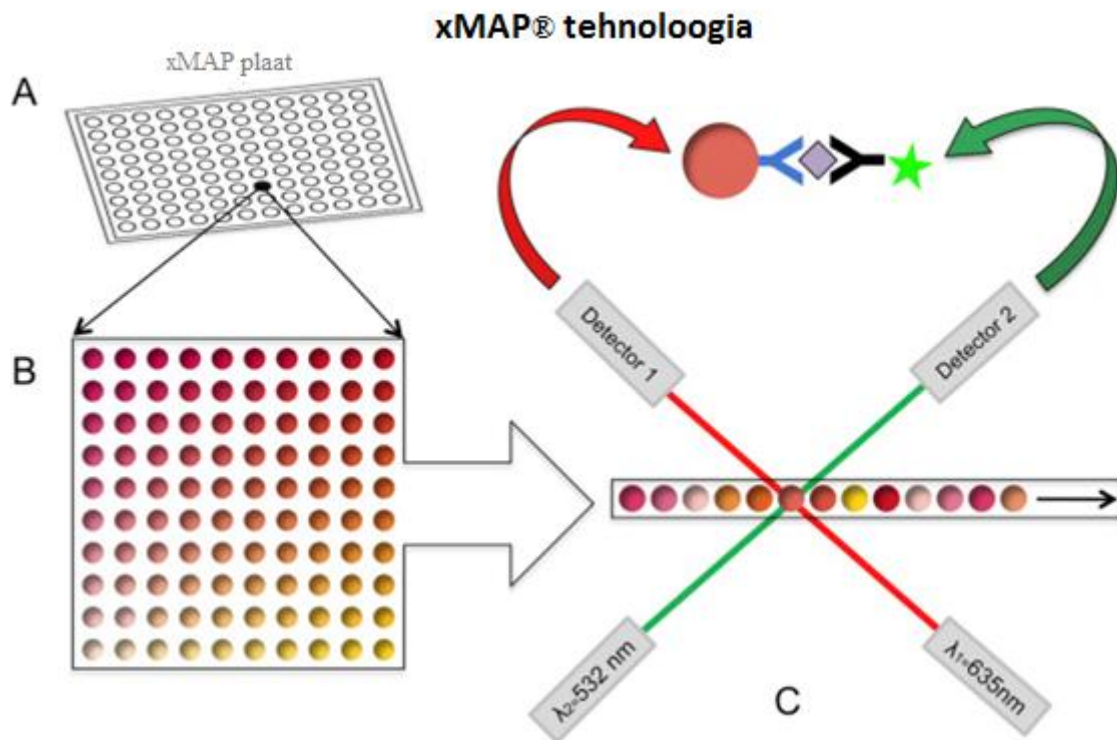 xMAP® tehnoloogia
xMAP plaat
A
B
Detector 1
Detector 2
λ2=532 nm
λ1=635nm
C